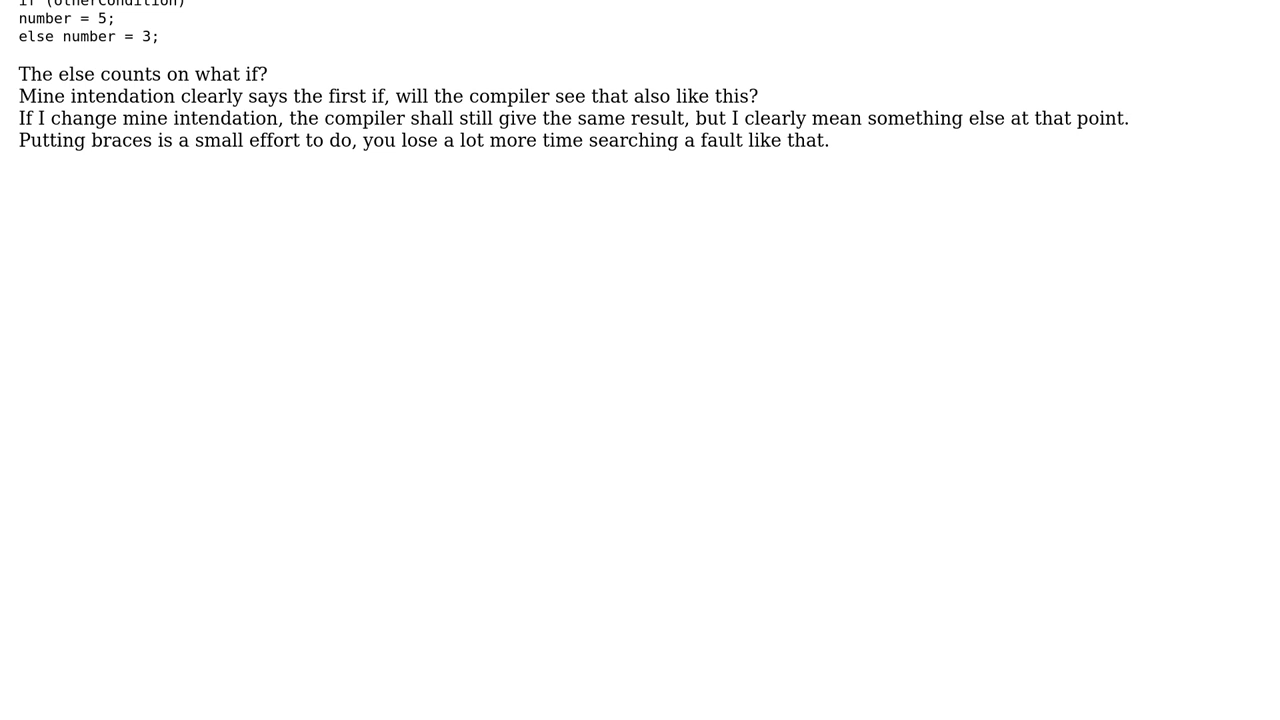 if (otherCondition)
number = 5;
else number = 3;
The else counts on what if?
Mine intendation clearly says the first if, will the compiler see that also like this?
If I change mine intendation, the compiler shall still give the same result, but I clearly mean something else at that point.
Putting braces is a small effort to do, you lose a lot more time searching a fault like that.